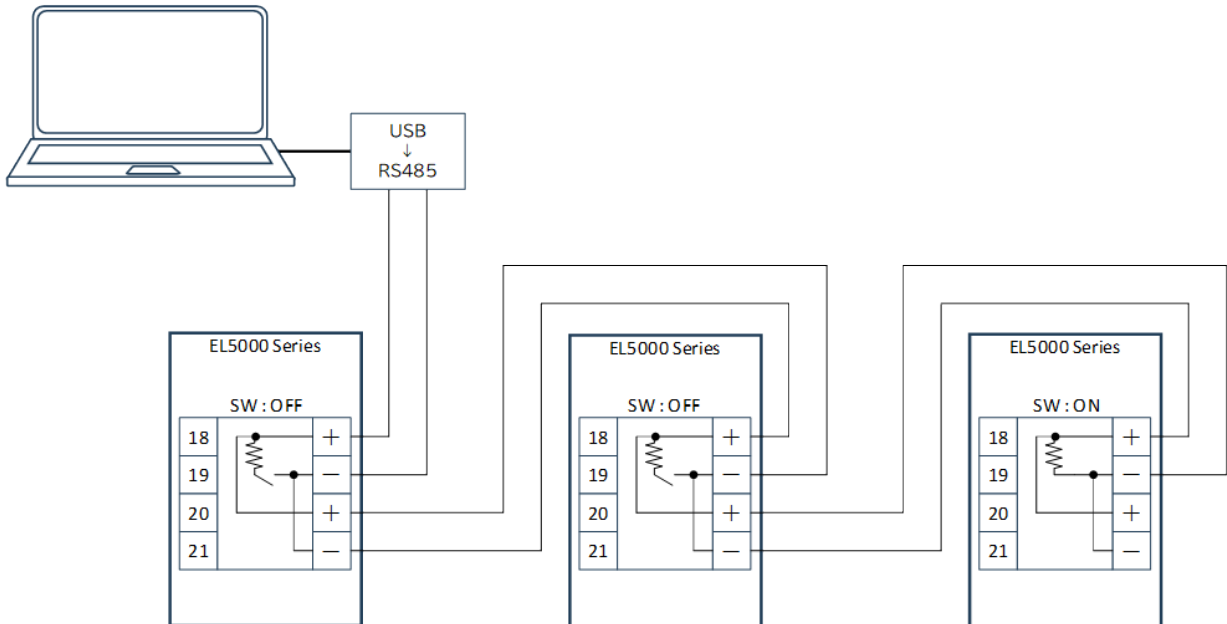 USB
↓
RS485
EL5000 Series
SW : OFF
18 +
19 −
20 +
21 −
EL5000 Series
SW : OFF
18 +
19 −
20 +
21 −
EL5000 Series
SW : ON
18 +
19 −
20 +
21 −